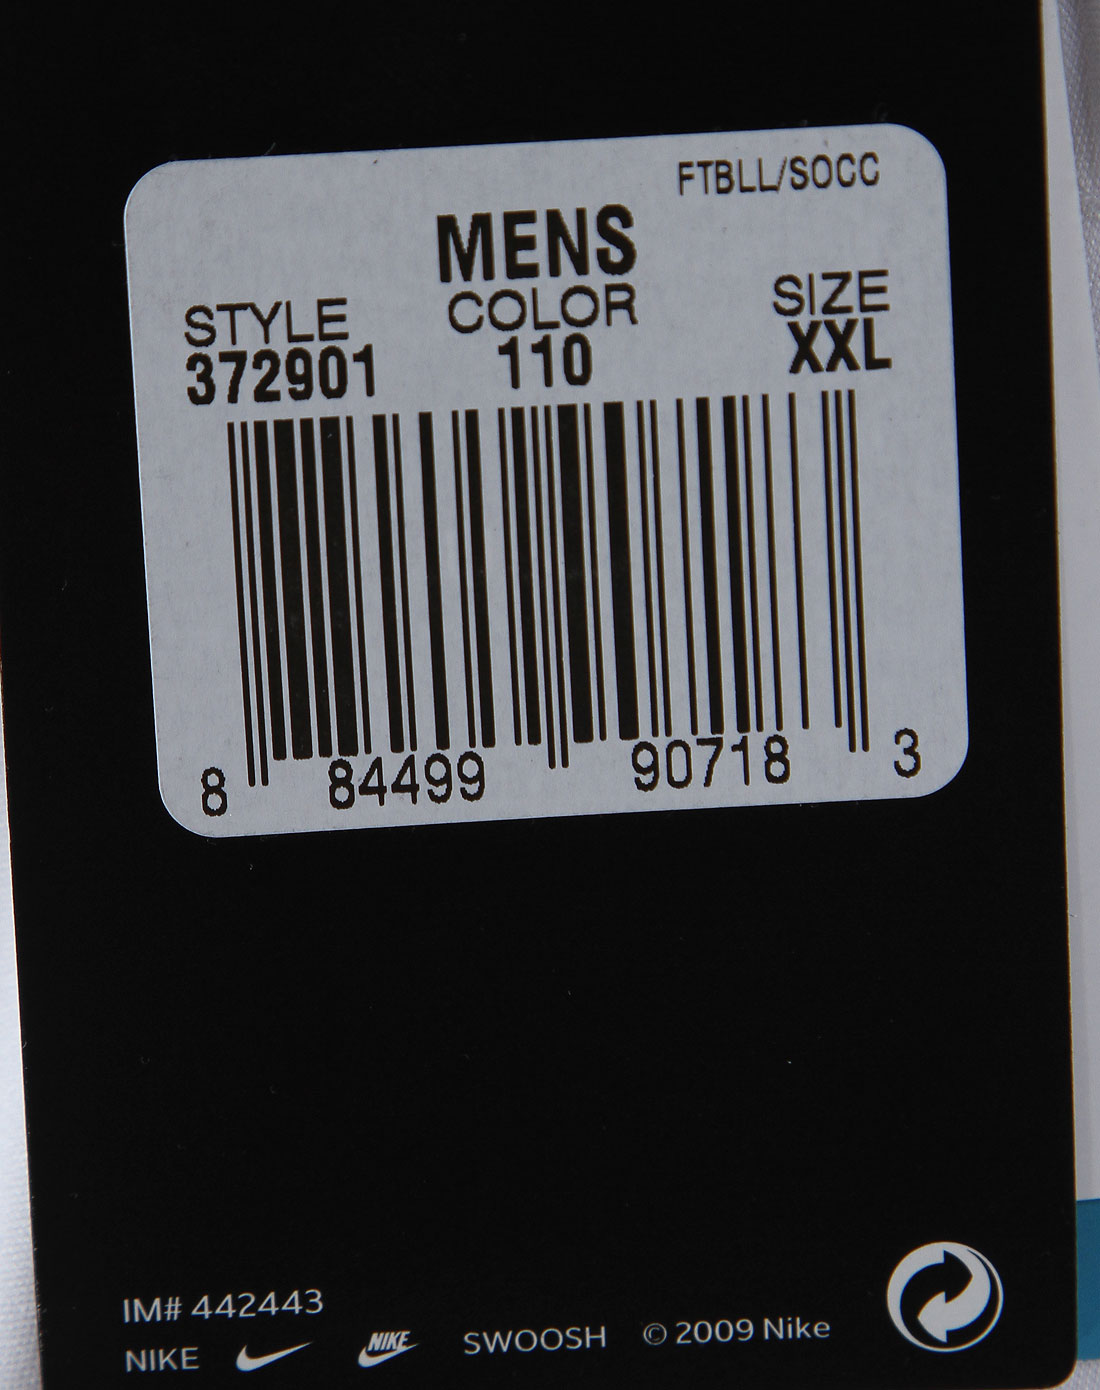 FTBLL/SOCC
MENS
STYLE COLOR SIZE
372901 110 XXL
8 84499 90718 3
IM# 442443
NIKE NIKE SWOOSH © 2009 Nike